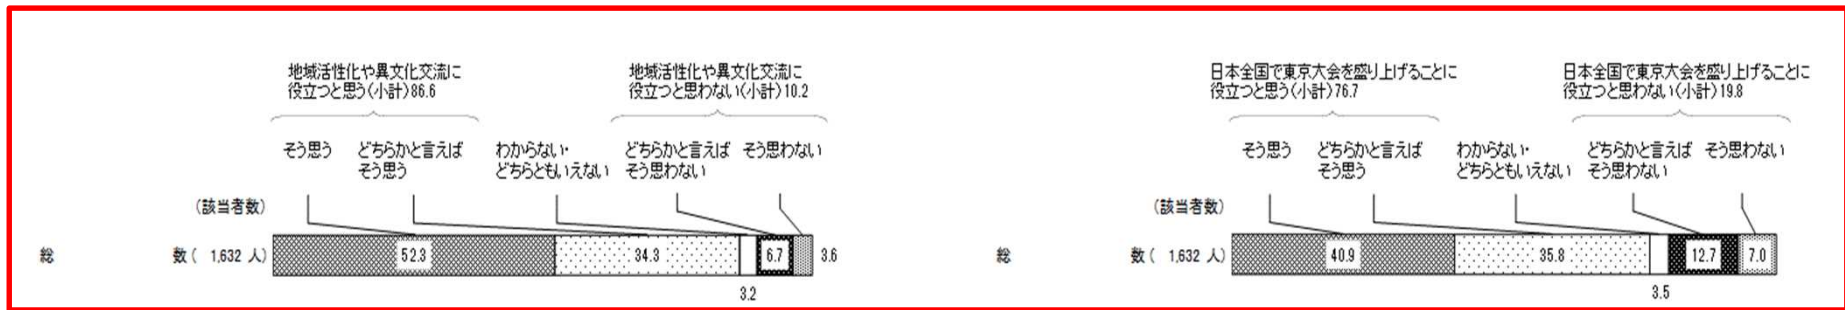 地域活性化や異文化交流に
役立つと思う(小計)86.6
地域活性化や異文化交流に
役立つと思わない(小計)10.2
そう思う
どちらかと言えば
そう思う
わからない・
どちらともいえない
どちらかと言えば
そう思わない
そう思わない
(該当者数)
総 数 ( 1,632 人)
52.3
34.3
6.7
3.6
3.2
日本全国で東京大会を盛り上げることに
役立つと思う(小計)76.7
日本全国で東京大会を盛り上げることに
役立つと思わない(小計)19.8
そう思う
どちらかと言えば
そう思う
わからない・
どちらともいえない
どちらかと言えば
そう思わない
そう思わない
(該当者数)
総 数 ( 1,632 人)
40.9
35.8
12.7
7.0
3.5